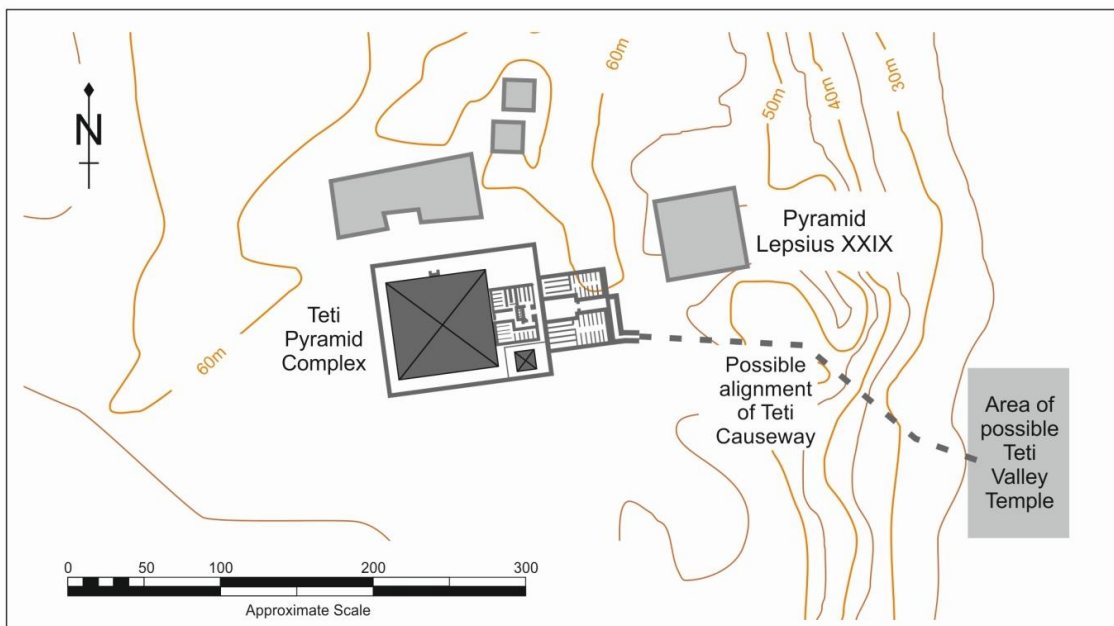 60m
60m
50m
40m
30m
N
Pyramid
Lepsius XXIX
Teti
Pyramid
Complex
60m
Possible
alignment
of Teti
Causeway
Area of
possible
Teti
Valley
Temple
0 50 100 200 300
Approximate Scale